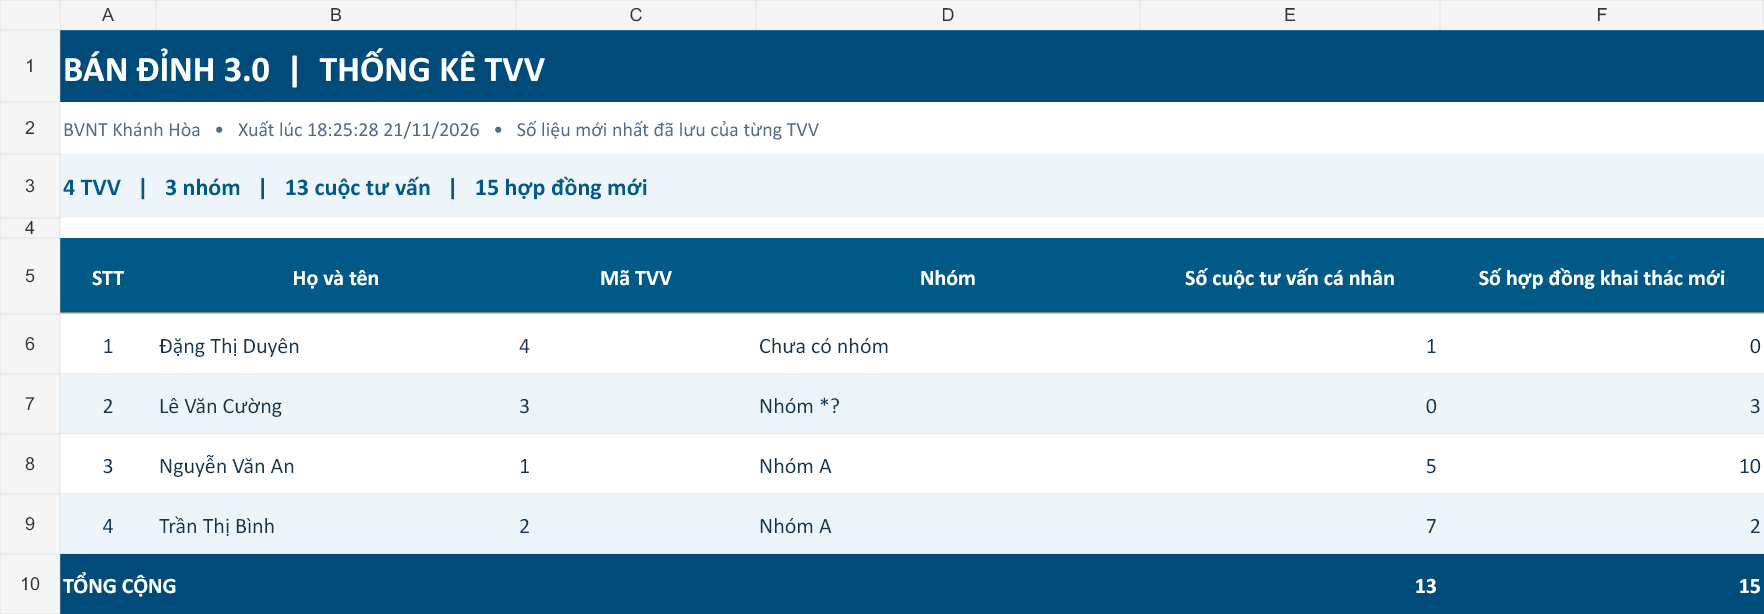 A B C D E F
1 BÁN ĐỈNH 3.0 | THỐNG KÊ TVV
2 BVNT Khánh Hòa • Xuất lúc 18:25:28 21/11/2026 • Số liệu mới nhất đã lưu của từng TVV
3 4 TVV | 3 nhóm | 13 cuộc tư vấn | 15 hợp đồng mới
4
5 STT Họ và tên Mã TVV Nhóm Số cuộc tư vấn cá nhân Số hợp đồng khai thác mới
6 1 Đặng Thị Duyên 4 Chưa có nhóm 1 0
7 2 Lê Văn Cường 3 Nhóm *? 0 3
8 3 Nguyễn Văn An 1 Nhóm A 5 10
9 4 Trần Thị Bình 2 Nhóm A 7 2
10 TỔNG CỘNG 13 15